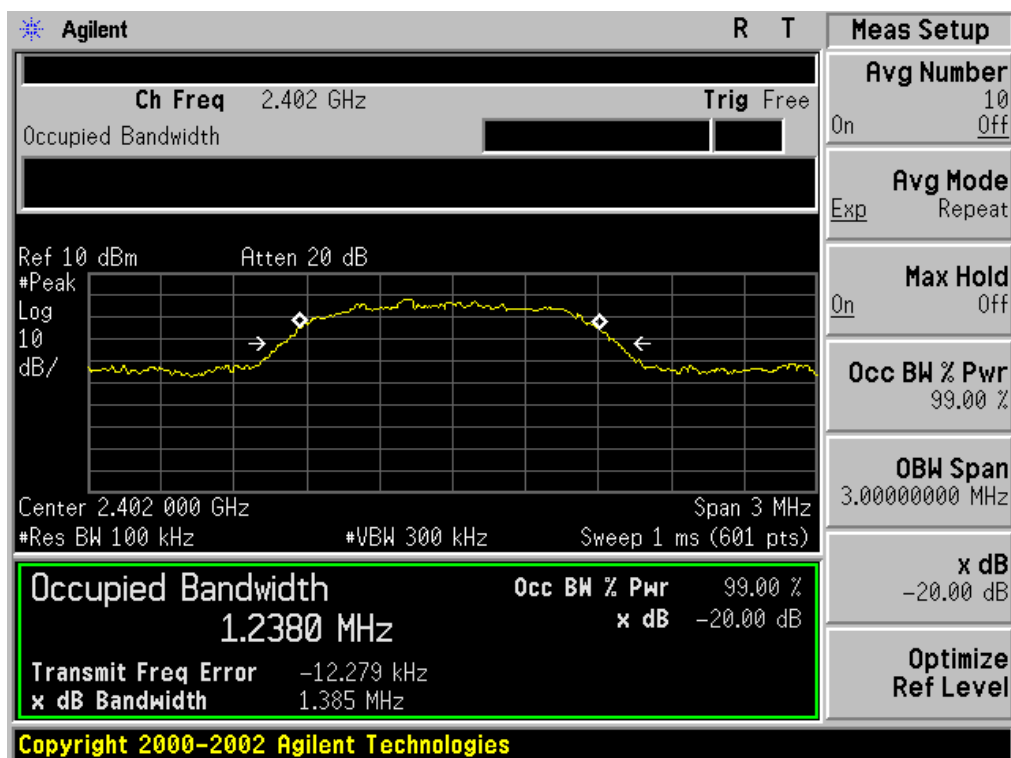 Agilent R T Meas Setup
Avg Number
10
On Off
Ch Freq 2.402 GHz Trig Free
Occupied Bandwidth
Avg Mode
Exp Repeat
Ref 10 dBm Atten 20 dB
#Peak
Log
10
dB/
Max Hold
On Off
Occ BW % Pwr
99.00 %
OBW Span
3.00000000 MHz
Center 2.402 000 GHz Span 3 MHz
#Res BW 100 kHz #VBW 300 kHz Sweep 1 ms (601 pts)
x dB
-20.00 dB
Occupied Bandwidth Occ BW % Pwr 99.00 %
1.2380 MHz x dB -20.00 dB
Transmit Freq Error -12.279 kHz
x dB Bandwidth 1.385 MHz
Optimize
Ref Level
Copyright 2000-2002 Agilent Technologies